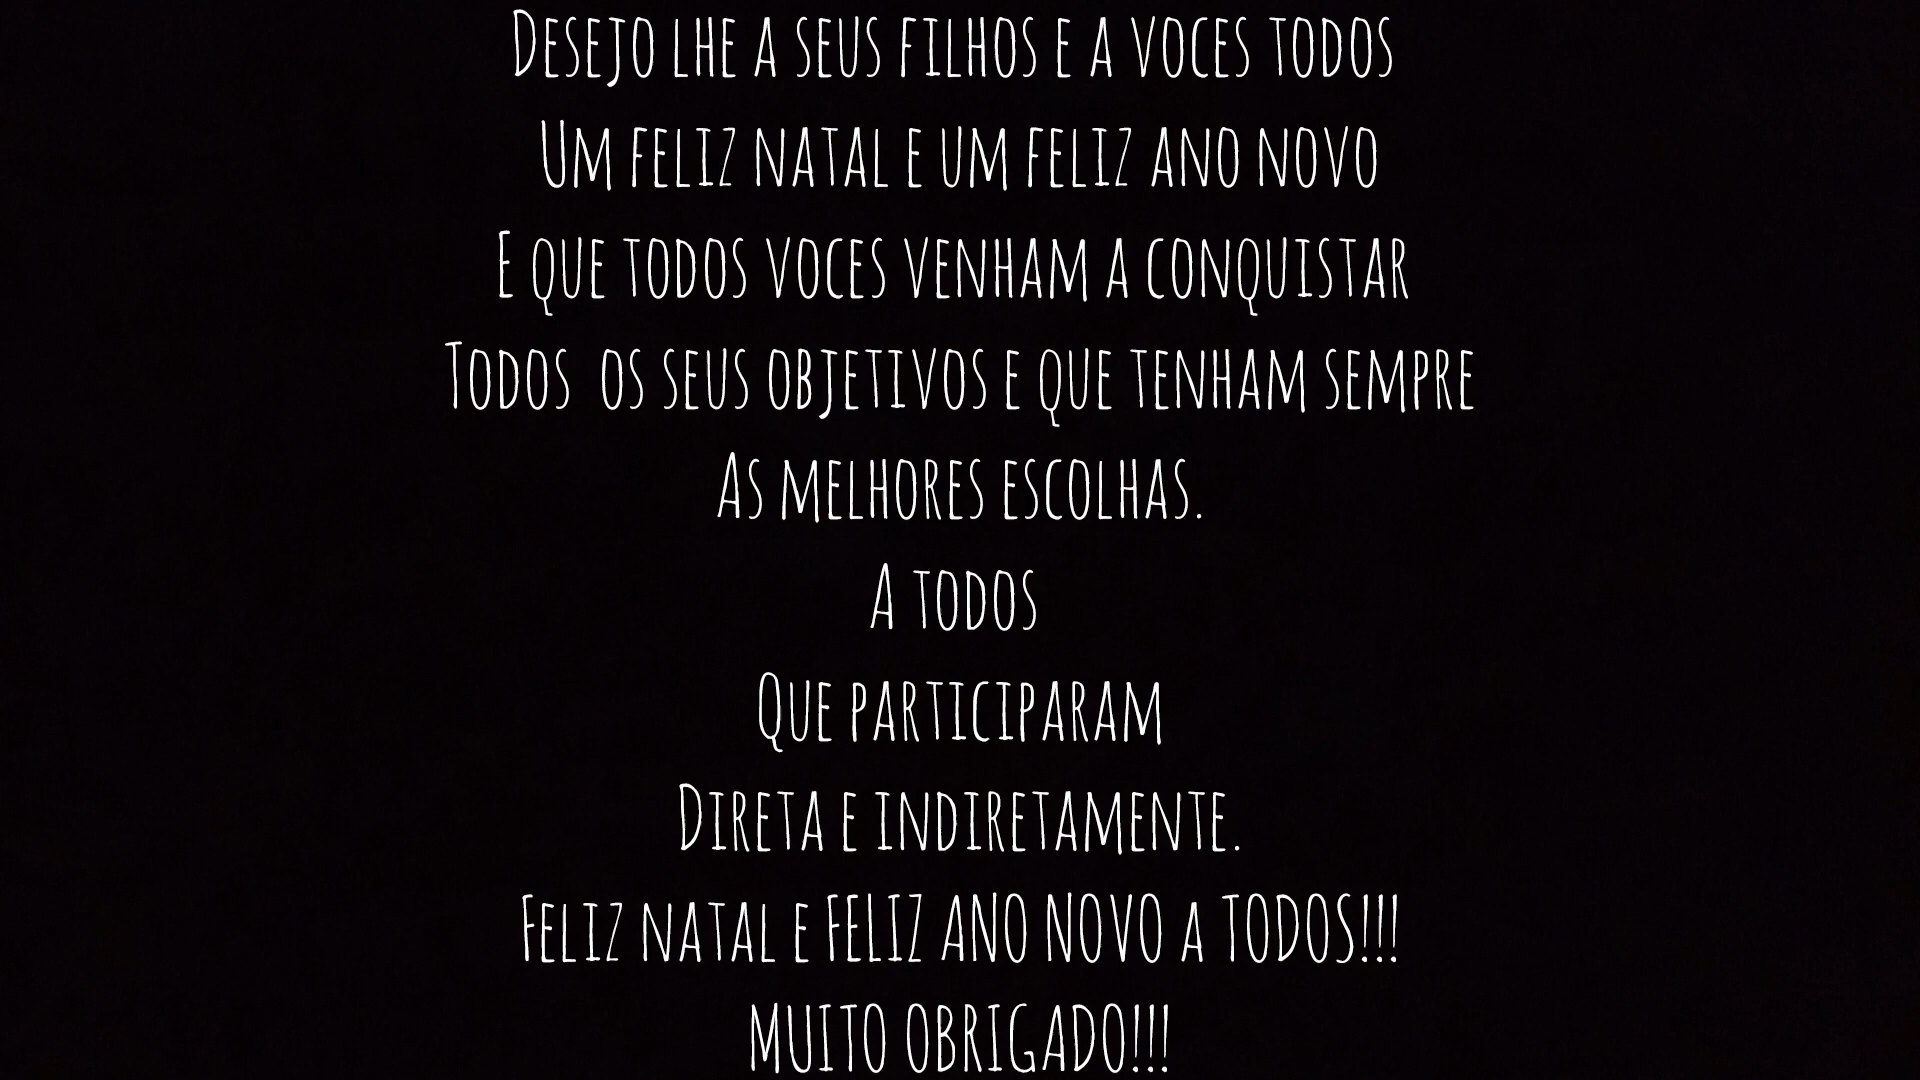 Desejo lhe a seus filhos e a voces todos
Um feliz natal e um feliz ano novo
E que todos voces venham a conquistar
Todos  os seus objetivos e que tenham sempre
As melhores escolhas.
A todos
Que participaram
Direta e indiretamente.
Feliz natal e FELIZ ANO NOVO a TODOS!!!
MUITO OBRIGADO!!!